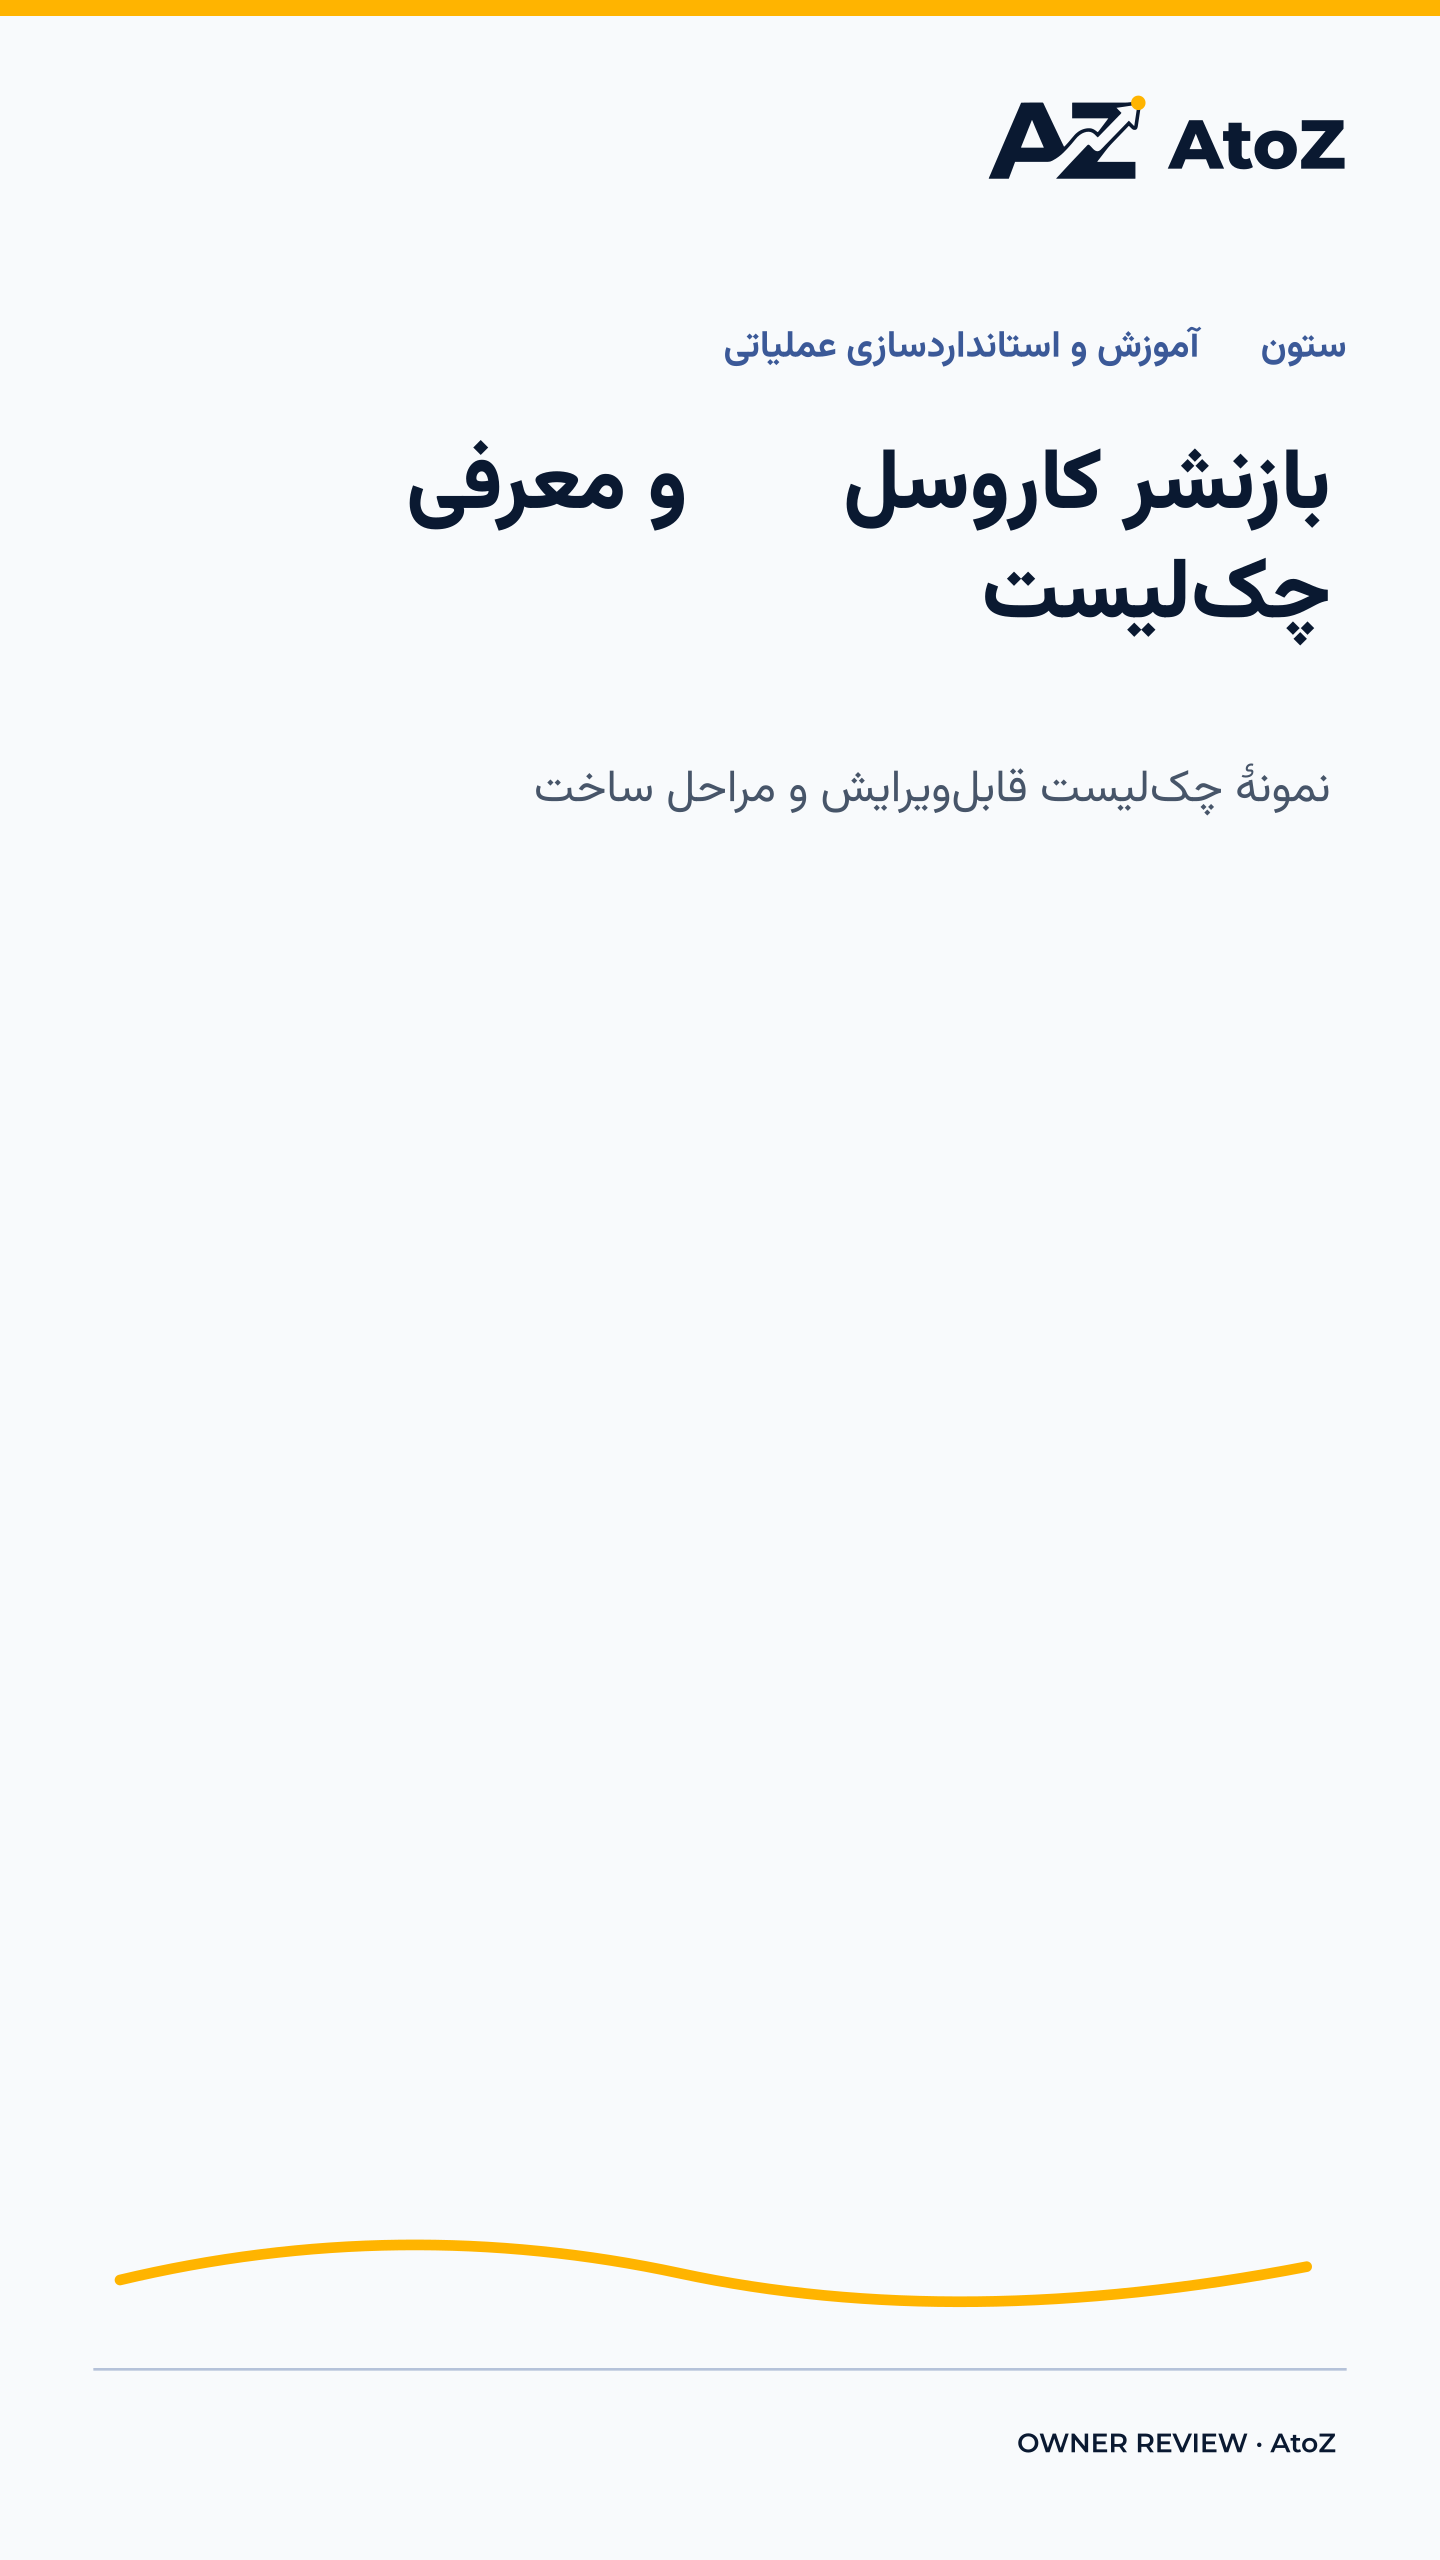 AZ AtoZ
ستون آموزش و استانداردسازی عملیاتی
بازنشر کاروسل و معرفی
چک‌لیست
نمونهٔ چک‌لیست قابل‌ویرایش و مراحل ساخت
OWNER REVIEW · AtoZ